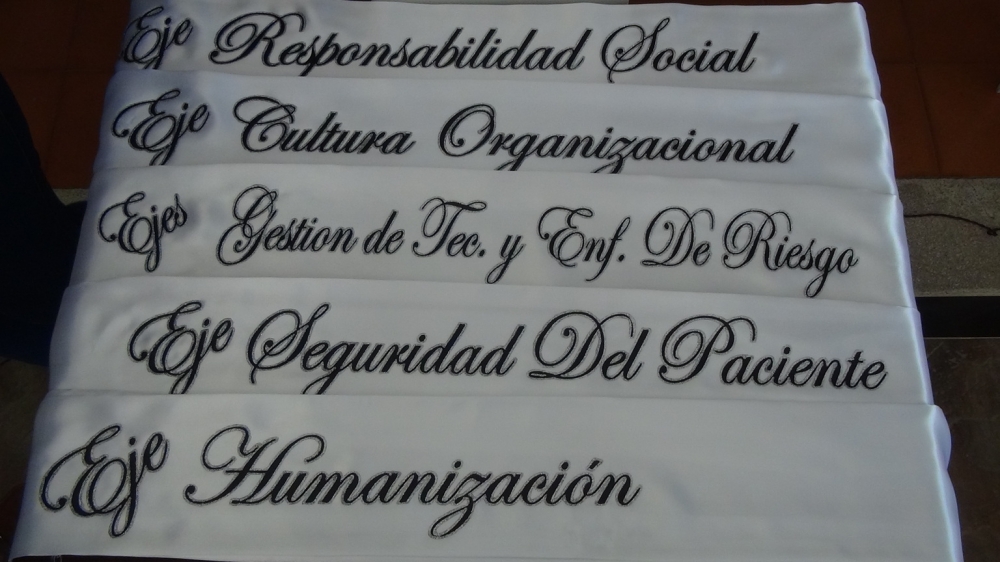 Eje Responsabilidad Social
Eje Cultura Organizacional
Ejes Gestion de Tec. y Enf. De Riesgo
Eje Seguridad Del Paciente
Eje Humanización